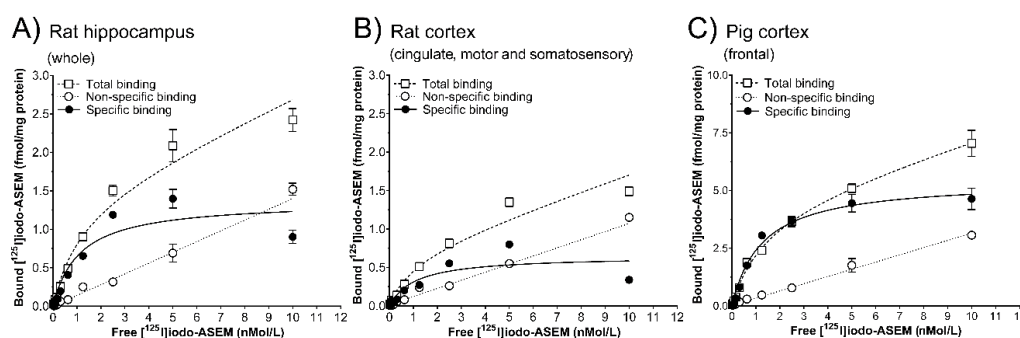 A) Rat hippocampus
(whole)
Bound [125I]iodo-ASEM (fmol/mg protein)
3.0
2.5
2.0
1.5
1.0
0.5
0.0
Total binding
Non-specific binding
Specific binding
0 1 2 3 4 5 6 7 8 9 10 11 12
Free [125I]iodo-ASEM (nMol/L)
B) Rat cortex
(cingulate, motor and somatosensory)
Bound [125I]iodo-ASEM (fmol/mg protein)
3.0
2.5
2.0
1.5
1.0
0.5
0.0
Total binding
Non-specific binding
Specific binding
0 1 2 3 4 5 6 7 8 9 10 11 12
Free [125I]iodo-ASEM (nMol/L)
C) Pig cortex
(frontal)
Bound [125I]iodo-ASEM (fmol/mg protein)
10.0
7.5
5.0
2.5
0.0
Total binding
Non-specific binding
Specific binding
0 1 2 3 4 5 6 7 8 9 10 11 12
Free [125I]iodo-ASEM (nMol/L)